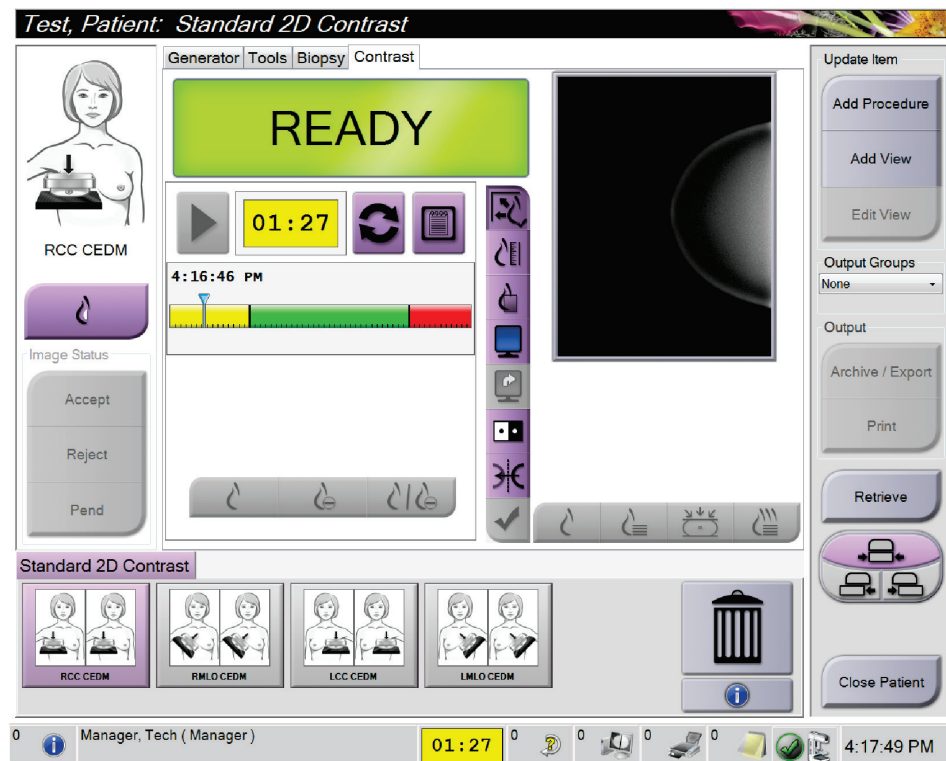 Test, Patient:  Standard 2D Contrast
Generator Tools Biopsy Contrast
READY
RCC CEDM
01:27
4:16:46 PM
Image Status
Accept
Reject
Pend
Update Item
Add Procedure
Add View
Edit View
Output Groups
None
Output
Archive / Export
Print
Retrieve
Close Patient
Standard 2D Contrast
RCC CEDM
RMLO CEDM
LCC CEDM
LMLO CEDM
0 Manager, Tech ( Manager ) 01:27 0 0 0 0 4:17:49 PM